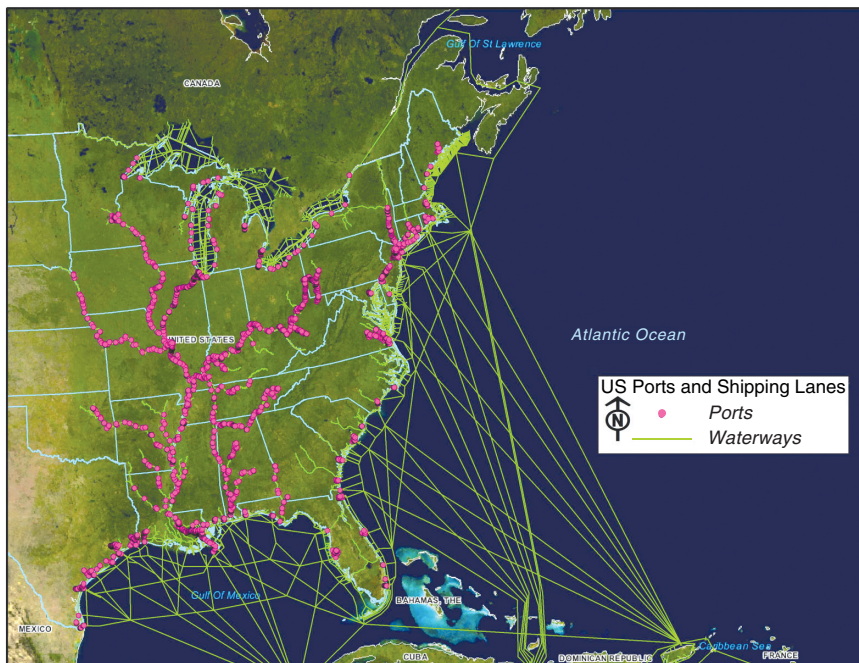 Gulf Of St Lawrence
CANADA
UNITED STATES
Atlantic Ocean
US Ports and Shipping Lanes
N
Ports
Waterways
Gulf Of Mexico
BAHAMAS, THE
MEXICO
CUBA
DOMINICAN REPUBLIC
Caribbean Sea
FRANCE